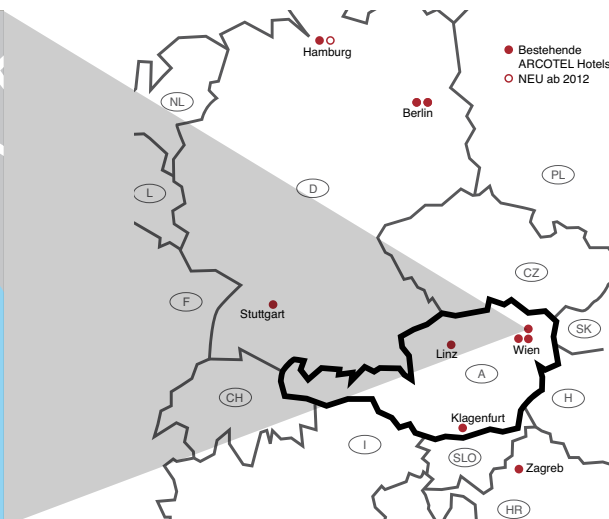 Hamburg
Bestehende
ARCOTEL Hotels
NEU ab 2012
NL
Berlin
PL
D
L
CZ
F
Stuttgart
SK
Linz
Wien
A
CH
H
Klagenfurt
I
SLO
Zagreb
HR